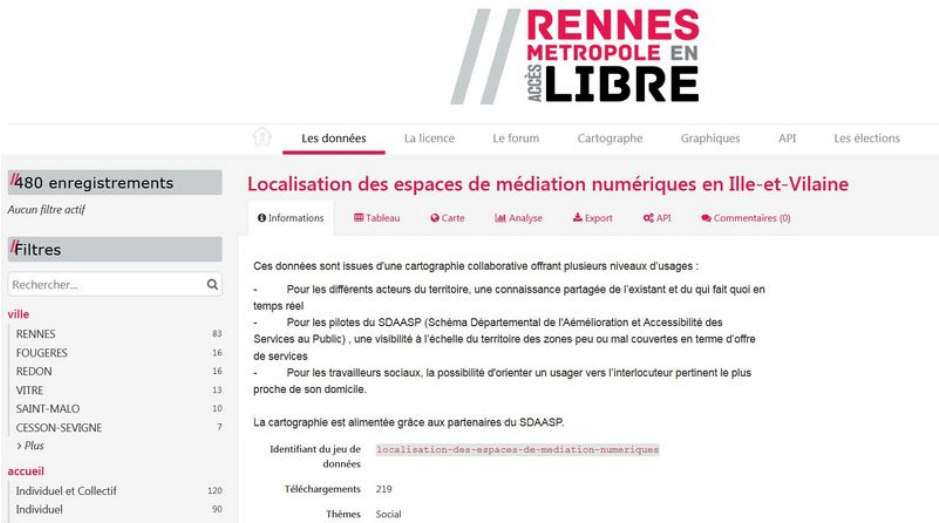 RENNES
METROPOLE EN
ACCÈS LIBRE
Les données La licence Le forum Cartographe Graphiques API Les élections
480 enregistrements
Aucun filtre actif
Filtres
Rechercher...
ville
RENNES 83
FOUGERES 16
REDON 16
VITRE 13
SAINT-MALO 10
CESSON-SEVIGNE 7
> Plus
accueil
Individuel et Collectif 120
Individuel 90
Localisation des espaces de médiation numériques en Ille-et-Vilaine
Informations Tableau Carte Analyse Export API Commentaires (0)
Ces données sont issues d'une cartographie collaborative offrant plusieurs niveaux d'usages :
- Pour les différents acteurs du territoire, une connaissance partagée de l'existant et du qui fait quoi en
temps réel
- Pour les pilotes du SDAASP (Schéma Départemental de l'Aémélioration et Accessibilité des
Services au Public) , une visibilité à l'échelle du territoire des zones peu ou mal couvertes en terme d'offre
de services
- Pour les travailleurs sociaux, la possibilité d'orienter un usager vers l'interlocuteur pertinent le plus
proche de son domicile.
La cartographie est alimentée grâce aux partenaires du SDAASP.
Identifiant du jeu de localisation-des-espaces-de-mediation-numeriques
données
Téléchargements 219
Thèmes Social